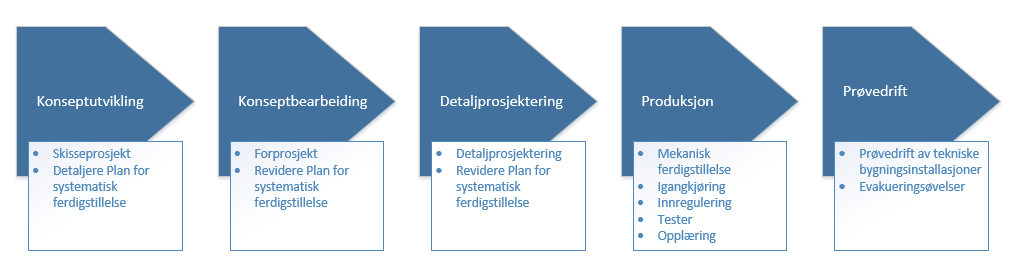 Konseptutvikling
• Skisseprosjekt
• Detaljere Plan for
systematisk
ferdigstillelse
Konseptbearbeiding
• Forprosjekt
• Revidere Plan for
systematisk
ferdigstillelse
Detaljprosjektering
• Detaljprosjektering
• Revidere Plan for
systematisk
ferdigstillelse
Produksjon
• Mekanisk
ferdigstillelse
• Igangkjøring
• Innregulering
• Tester
• Opplæring
Prøvedrift
• Prøvedrift av tekniske
bygningsinstallasjoner
• Evakueringsøvelser